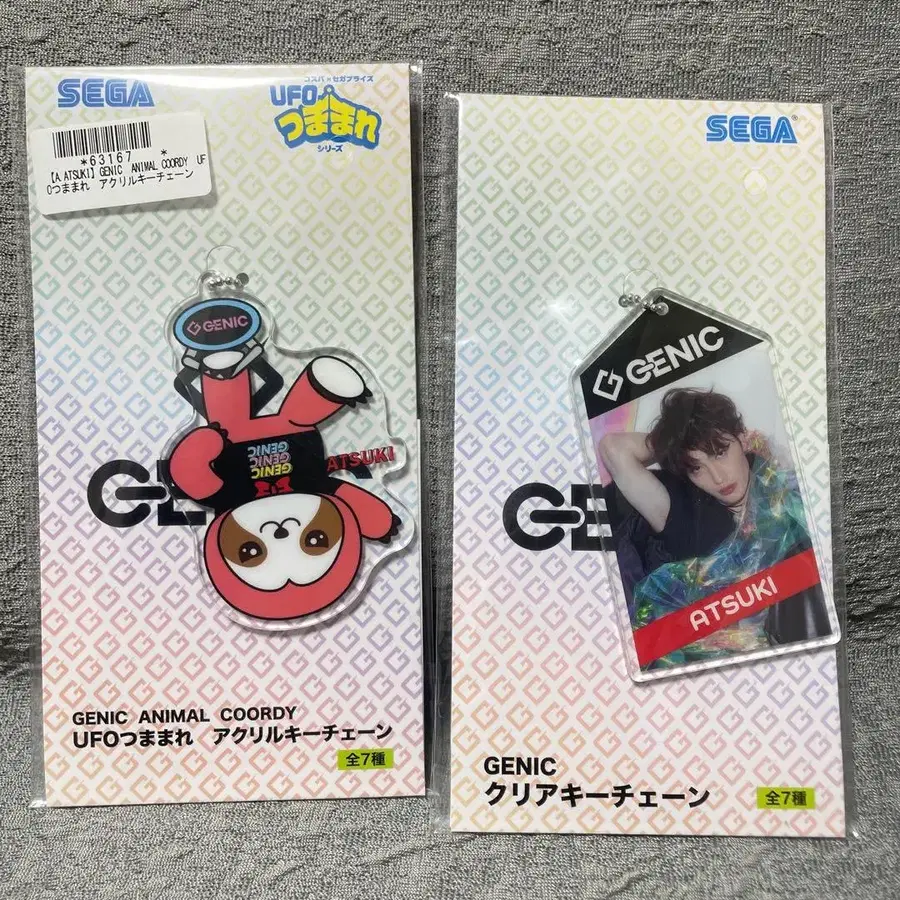 SEGA
コスパ×セガプライズ
UFO
つままれ
シリーズ
*63167 *
【A.ATSUKI】GENIC ANIMAL COORDY UF
Oつままれ アクリルキーチェーン
GENIC
GENIC
GENIC
GENIC
ATSUKI
GENIC ANIMAL COORDY
UFOつままれ アクリルキーチェーン
全7種
SEGA
GENIC
ATSUKI
GENIC
クリアキーチェーン
全7種